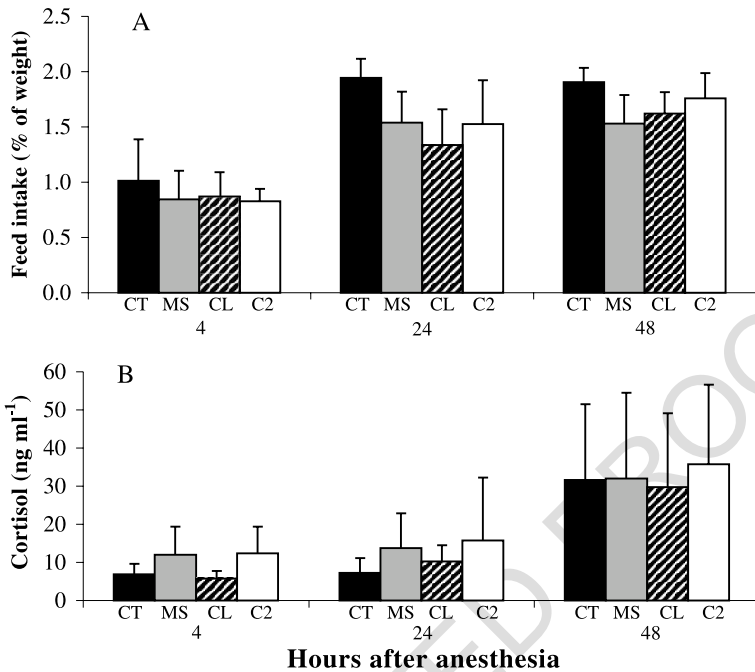 A
Feed intake (% of weight)
2.5
2.0
1.5
1.0
0.5
0.0
CT MS CL C2 CT MS CL C2 CT MS CL C2
4 24 48
B
Cortisol (ng ml⁻¹)
60
50
40
30
20
10
0
CT MS CL C2 CT MS CL C2 CT MS CL C2
4 24 48
Hours after anesthesia
ED PROO